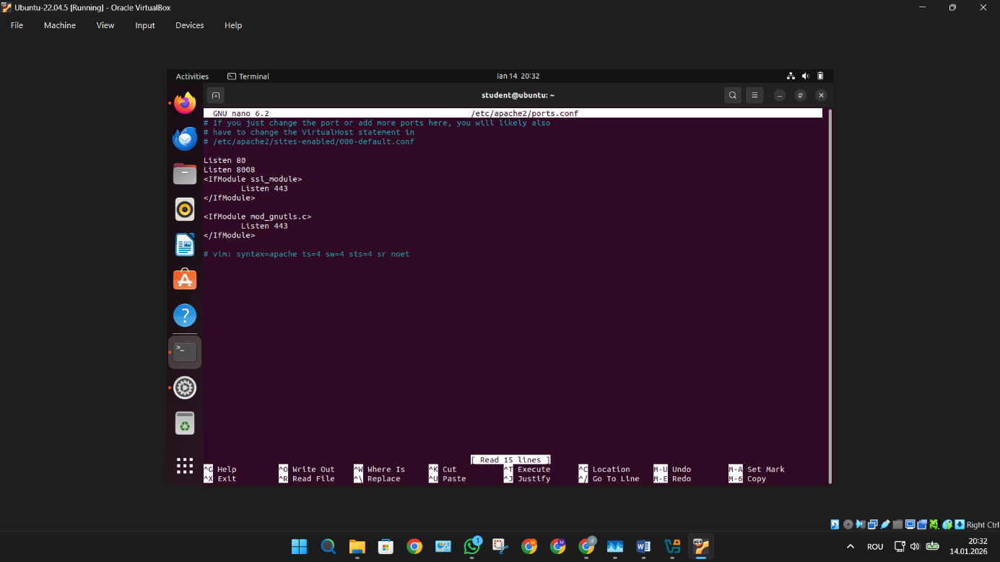 Ubuntu-22.04.5 [Running] - Oracle VirtualBox
File Machine View Input Devices Help
Activities Terminal ian 14 20:32
student@ubuntu: ~
GNU nano 6.2 /etc/apache2/ports.conf
# If you just change the port or add more ports here, you will likely also
# have to change the VirtualHost statement in
# /etc/apache2/sites-enabled/000-default.conf
Listen 80
Listen 8008
<IfModule ssl_module>
Listen 443
</IfModule>
<IfModule mod_gnutls.c>
Listen 443
</IfModule>
# vim: syntax=apache ts=4 sw=4 sts=4 sr noet
[ Read 15 lines ]
^G Help ^O Write Out ^W Where Is ^K Cut ^T Execute ^C Location M-U Undo M-A Set Mark
^X Exit ^R Read File ^\ Replace ^U Paste ^J Justify ^/ Go To Line M-E Redo M-6 Copy
Right Ctrl
ROU
20:32
14.01.2026